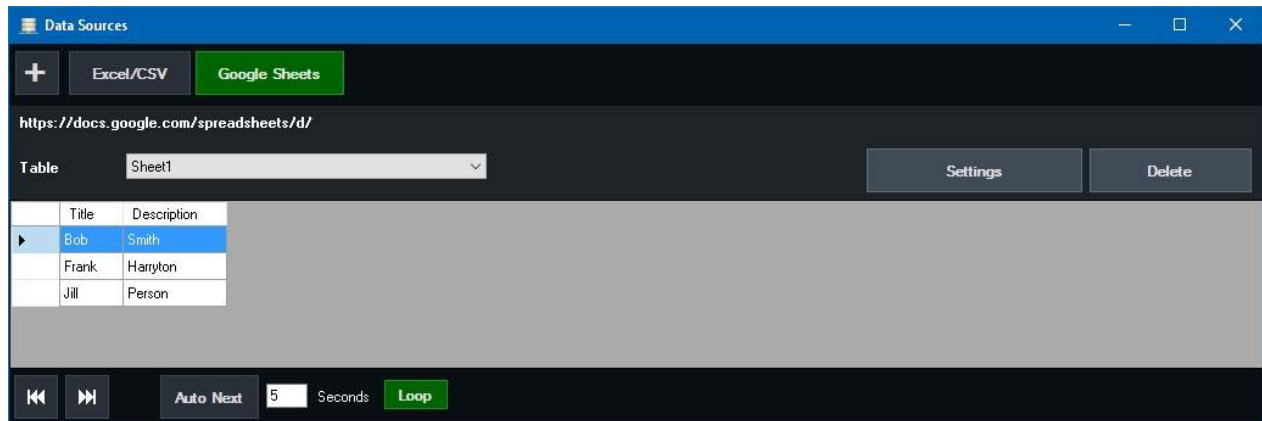 Data Sources
Excel/CSV Google Sheets
https://docs.google.com/spreadsheets/d/
Table Sheet1 Settings Delete
Title Description
Bob Smith
Frank Harryton
Jill Person
Auto Next 5 Seconds Loop